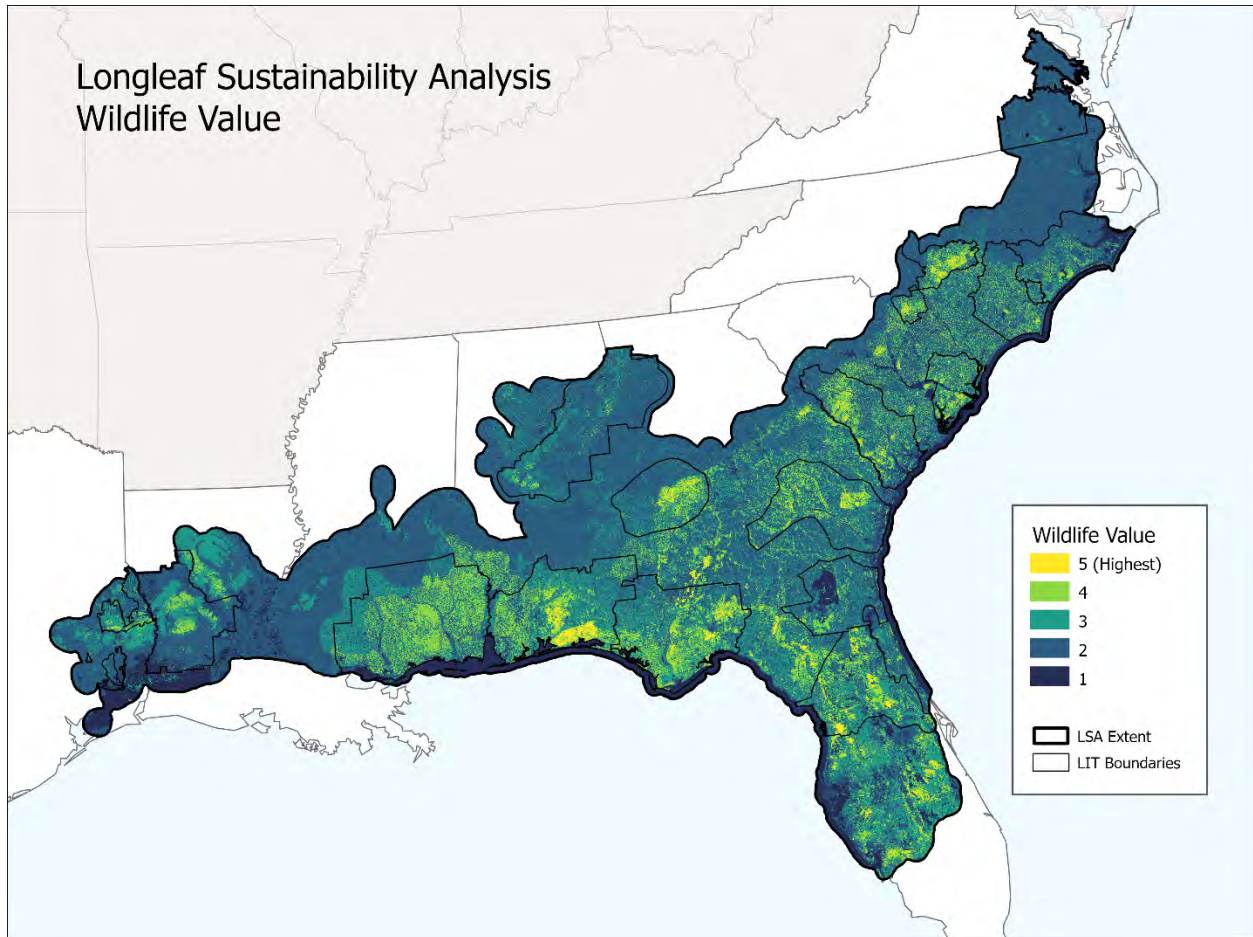 Longleaf Sustainability Analysis
Wildlife Value
Wildlife Value
5 (Highest)
4
3
2
1
LSA Extent
LIT Boundaries